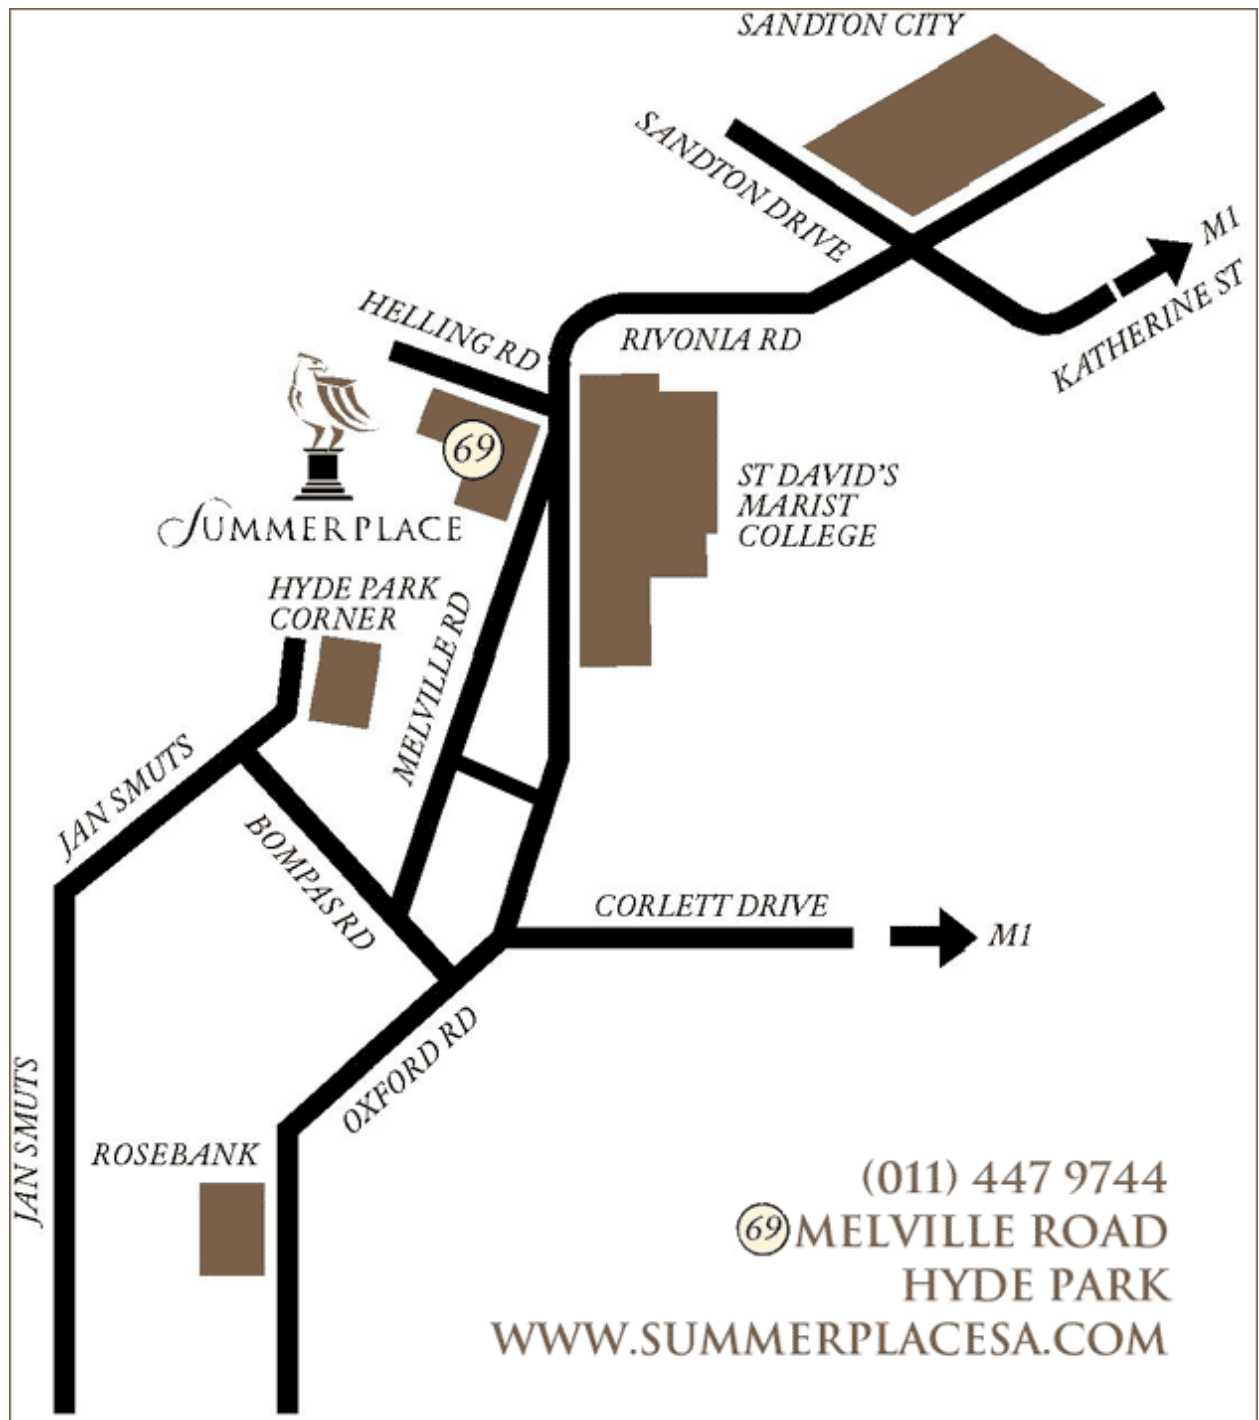 SANDTON CITY
SANDTON DRIVE
M1
KATHERINE ST
HELLING RD
RIVONIA RD
69
SUMMER PLACE
ST DAVID'S
MARIST
COLLEGE
HYDE PARK
CORNER
MELVILLE RD
JAN SMUTS
BOMPAS RD
CORLETT DRIVE
M1
OXFORD RD
JAN SMUTS
ROSEBANK
(011) 447 9744
69 MELVILLE ROAD
HYDE PARK
WWW.SUMMERPLACESA.COM